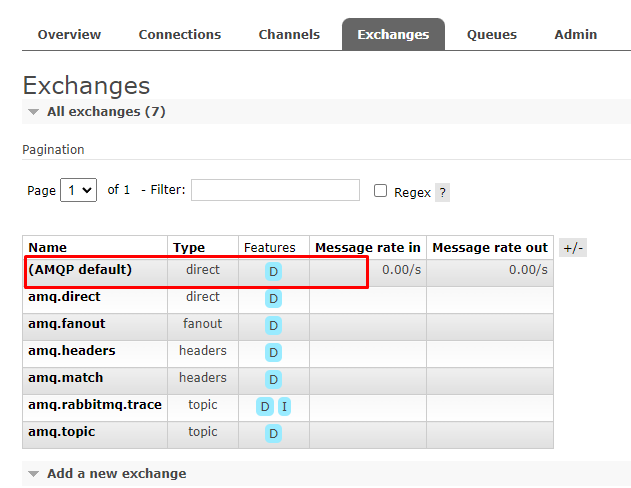 Overview Connections Channels Exchanges Queues Admin
Exchanges
All exchanges (7)
Pagination
Page 1 of 1 - Filter: Regex ?
Name Type Features Message rate in Message rate out +/-
(AMQP default) direct D 0.00/s 0.00/s
amq.direct direct D
amq.fanout fanout D
amq.headers headers D
amq.match headers D
amq.rabbitmq.trace topic D I
amq.topic topic D
Add a new exchange